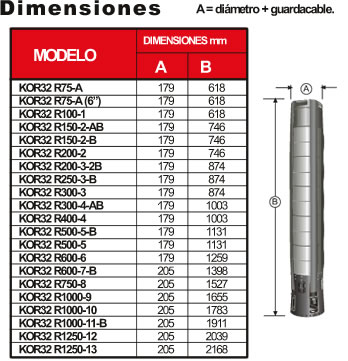 Dimensiones
A = diámetro + guardacable.
MODELO DIMENSIONES mm
A B
KOR32 R75-A 179 618
KOR32 R75-A (6”) 179 618
KOR32 R100-1 179 618
KOR32 R150-2-AB 179 746
KOR32 R150-2-B 179 746
KOR32 R200-2 179 746
KOR32 R200-3-2B 179 874
KOR32 R250-3-B 179 874
KOR32 R300-3 179 874
KOR32 R300-4-AB 179 1003
KOR32 R400-4 179 1003
KOR32 R500-5-B 179 1131
KOR32 R500-5 179 1131
KOR32 R600-6 179 1259
KOR32 R600-7-B 205 1398
KOR32 R750-8 205 1527
KOR32 R1000-9 205 1655
KOR32 R1000-10 205 1783
KOR32 R1000-11-B 205 1911
KOR32 R1250-12 205 2039
KOR32 R1250-13 205 2168
A
B